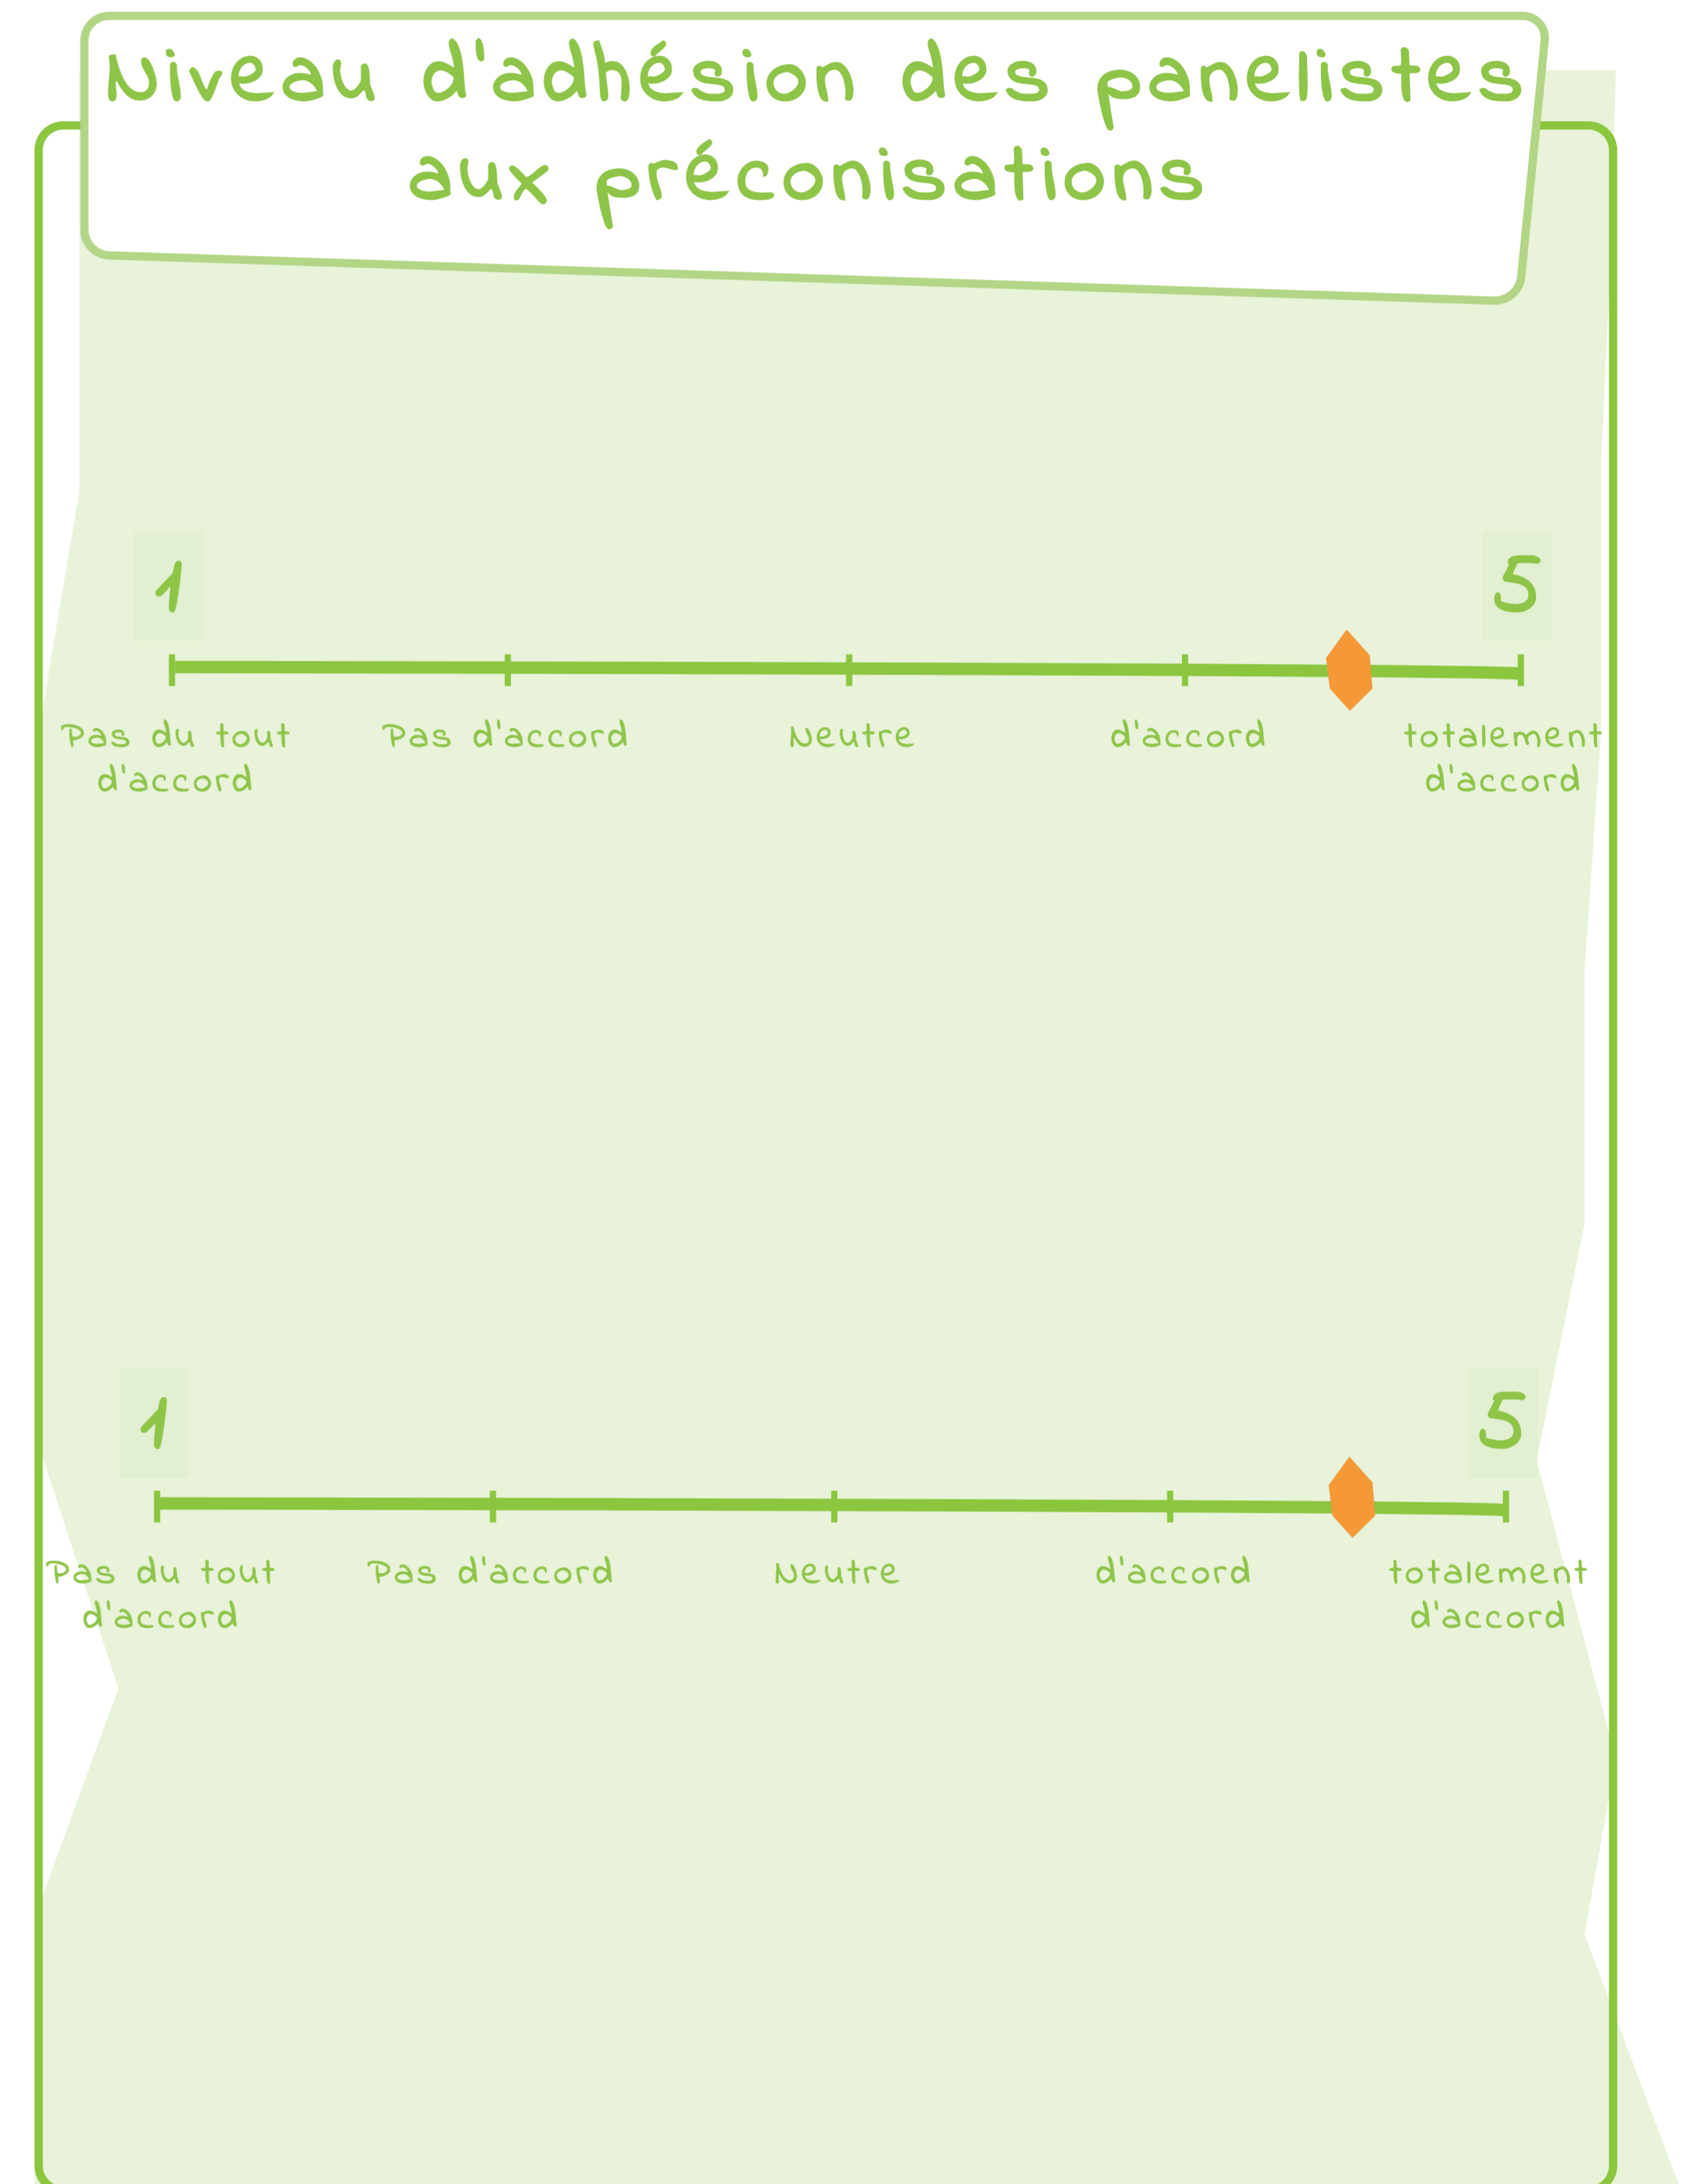 Niveau d'adhésion des panelistes
aux préconisations
1
5
Pas du tout
d'accord
Pas d'accord
Neutre
d'accord
totalement
d'accord
1
5
Pas du tout
d'accord
Pas d'accord
Neutre
d'accord
totalement
d'accord